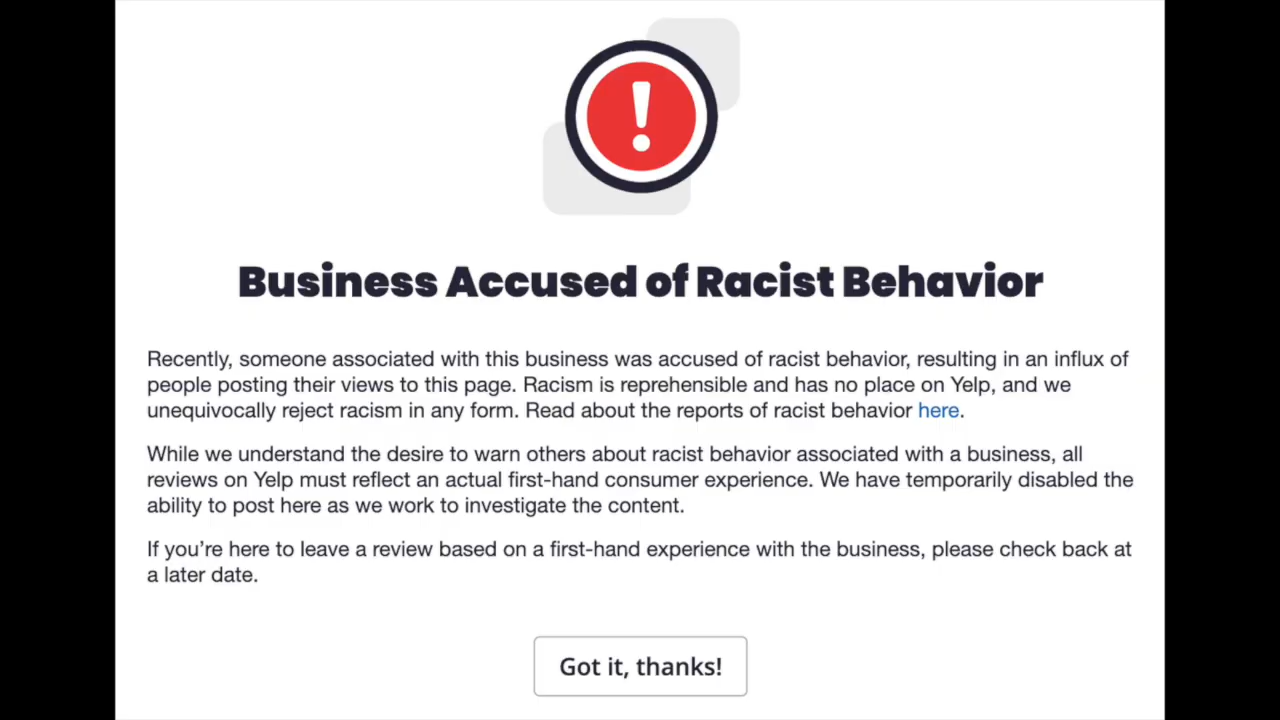 Business Accused of Racist Behavior
Recently, someone associated with this business was accused of racist behavior, resulting in an influx of
people posting their views to this page. Racism is reprehensible and has no place on Yelp, and we
unequivocally reject racism in any form. Read about the reports of racist behavior here.
While we understand the desire to warn others about racist behavior associated with a business, all
reviews on Yelp must reflect an actual first-hand consumer experience. We have temporarily disabled the
ability to post here as we work to investigate the content.
If you’re here to leave a review based on a first-hand experience with the business, please check back at
a later date.
Got it, thanks!